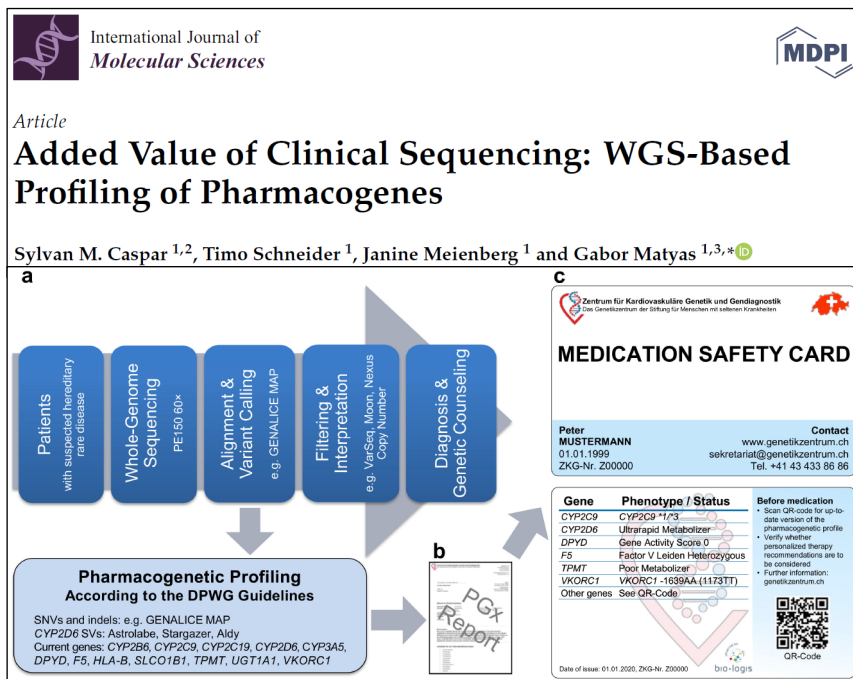 International Journal of
Molecular Sciences
MDPI
Article
Added Value of Clinical Sequencing: WGS-Based
Profiling of Pharmacogenes
Sylvan M. Caspar 1,2, Timo Schneider 1, Janine Meienberg 1 and Gabor Matyas 1,3,* iD
a
Patients
with suspected hereditary
rare disease
Whole-Genome
Sequencing
PE150 60×
Alignment &
Variant Calling
e.g. GENALICE MAP
Filtering &
Interpretation
e.g. VarSeq, Moon, Nexus
Copy Number
Diagnosis &
Genetic Counseling
Pharmacogenetic Profiling
According to the DPWG Guidelines
SNVs and indels: e.g. GENALICE MAP
CYP2D6 SVs: Astrolabe, Stargazer, Aldy
Current genes: CYP2B6, CYP2C9, CYP2C19, CYP2D6, CYP3A5,
DPYD, F5, HLA-B, SLCO1B1, TPMT, UGT1A1, VKORC1
b
PGx
Report
c
Zentrum für Kardiovaskuläre Genetik und Gendiagnostik
Das Genetikzentrum der Stiftung für Menschen mit seltenen Krankheiten
MEDICATION SAFETY CARD
Peter
MUSTERMANN
01.01.1999
ZKG-Nr. Z00000
Contact
www.genetikzentrum.ch
sekretariat@genetikzentrum.ch
Tel. +41 43 433 86 86
Gene Phenotype / Status
CYP2C9 CYP2C9 *1/*3
CYP2D6 Ultrarapid Metabolizer
DPYD Gene Activity Score 0
F5 Factor V Leiden Heterozygous
TPMT Poor Metabolizer
VKORC1 VKORC1 -1639AA (1173TT)
Other genes See QR-Code
Date of issue: 01.01.2020, ZKG-Nr. Z00000
bio·logis
Before medication
• Scan QR-code for up-to-
date version of the
pharmacogenetic profile
• Verify whether
personalized therapy
recommendations are to
be considered
• Further information:
genetikzentrum.ch
QR-Code